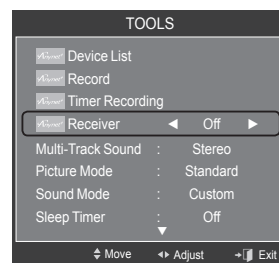 TOOLS
Device List
Record
Timer Recording
Receiver ◄ Off ►
Multi-Track Sound : Stereo
Picture Mode : Standard
Sound Mode : Custom
Sleep Timer : Off
▼
Move Adjust Exit